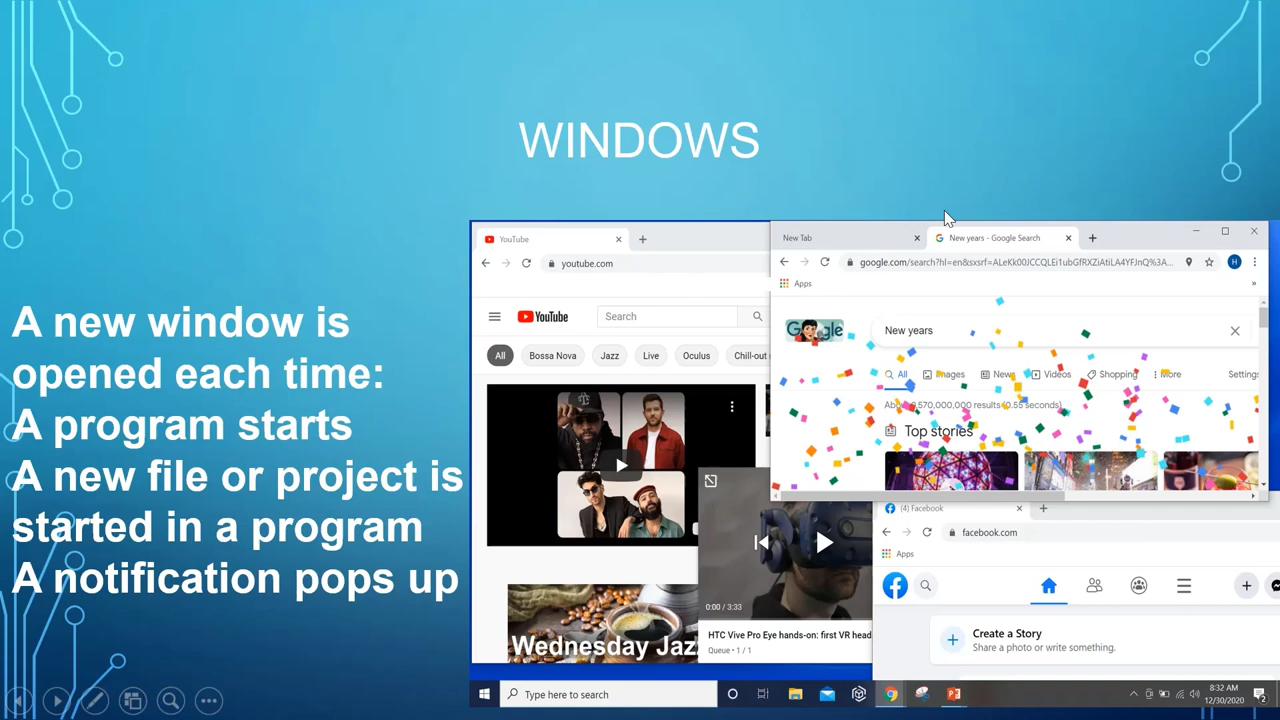 WINDOWS
A new window is
opened each time:
A program starts
A new file or project is
started in a program
A notification pops up
YouTube
youtube.com
YouTube
Search
All Bossa Nova Jazz Live Oculus Chill-out
Wednesday Jaz
0:00 / 3:33
HTC Vive Pro Eye hands-on: first VR head
Queue • 1 / 1
New Tab
New years - Google Search
google.com/search?hl=en&sxsrf=ALeKk00JCCQLEi1ubGfRXZiAtiLA4YFJnQ%3A...
H
Apps
»
Google
New years
All Images News Videos Shopping More Settings
Top stories
(4) Facebook
facebook.com
Apps
Create a Story
Share a photo or write something.
Type here to search
8:32 AM
12/30/2020
2